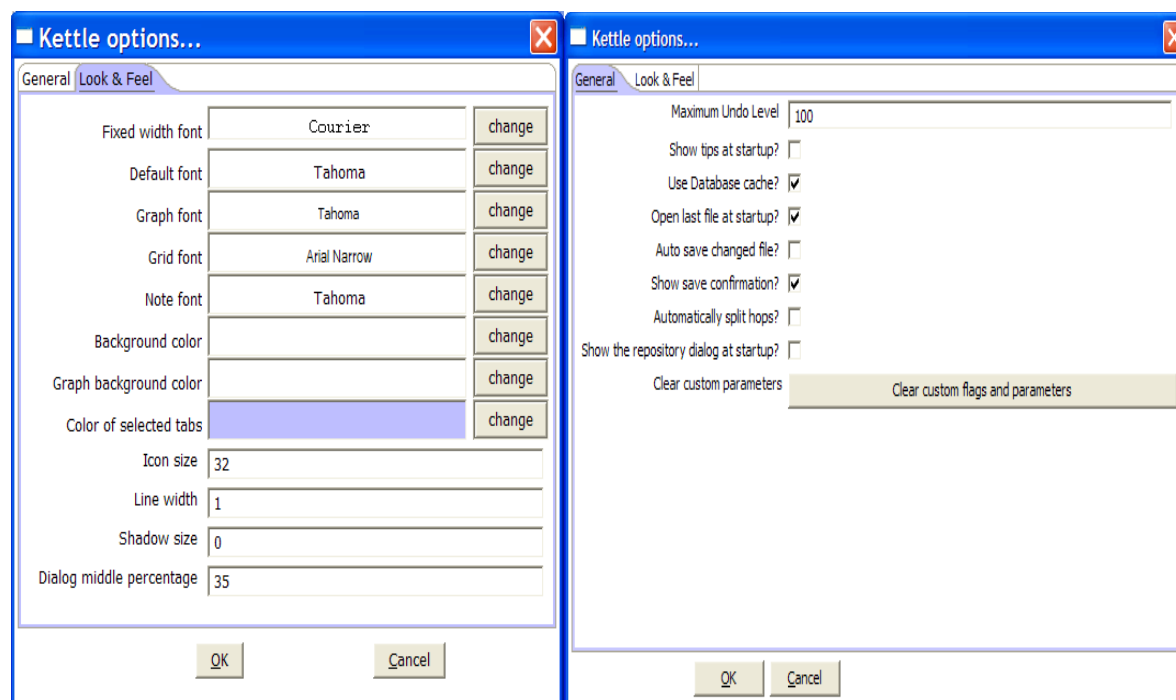 Kettle options...
General Look & Feel
Fixed width font Courier change
Default font Tahoma change
Graph font Tahoma change
Grid font Arial Narrow change
Note font Tahoma change
Background color change
Graph background color change
Color of selected tabs change
Icon size 32
Line width 1
Shadow size 0
Dialog middle percentage 35
OK Cancel
Kettle options...
General Look & Feel
Maximum Undo Level 100
Show tips at startup?
Use Database cache?
Open last file at startup?
Auto save changed file?
Show save confirmation?
Automatically split hops?
Show the repository dialog at startup?
Clear custom parameters Clear custom flags and parameters
OK Cancel